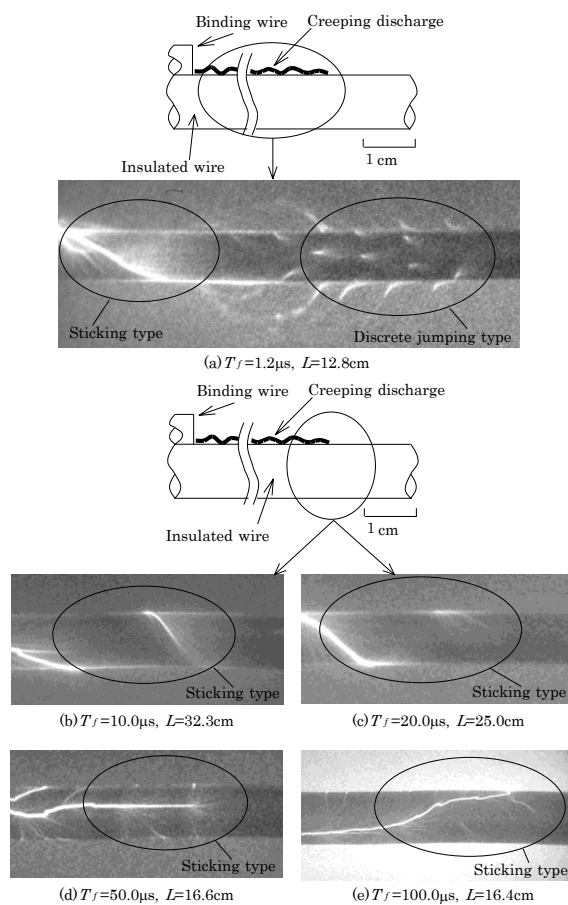 Binding wire
Creeping discharge
Insulated wire
1 cm
Sticking type
Discrete jumping type
(a) Tf=1.2μs, L=12.8cm
Binding wire
Creeping discharge
Insulated wire
1 cm
Sticking type
Sticking type
(b) Tf=10.0μs, L=32.3cm
(c) Tf=20.0μs, L=25.0cm
Sticking type
Sticking type
(d) Tf=50.0μs, L=16.6cm
(e) Tf=100.0μs, L=16.4cm